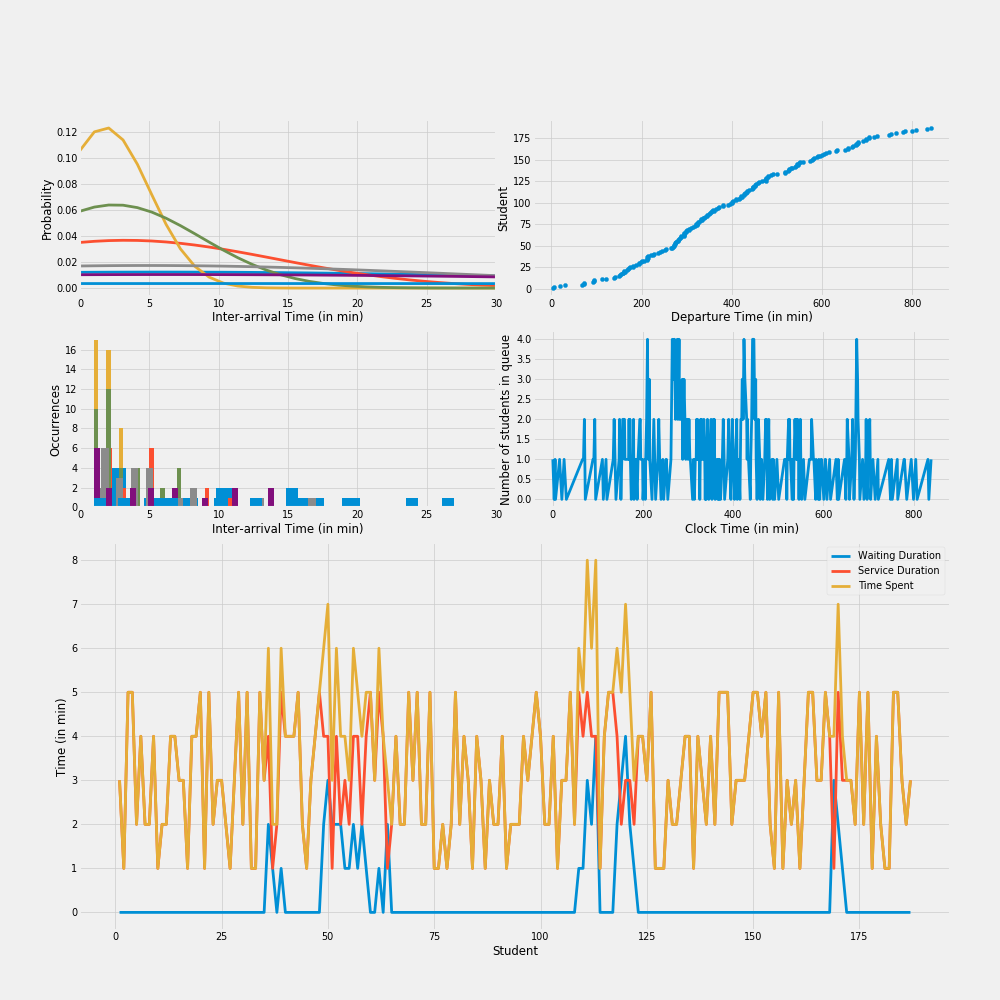 0.12
0.10
0.08
0.06
0.04
0.02
0.00
Probability
0 5 10 15 20 25 30
Inter-arrival Time (in min)
175
150
125
100
75
50
25
0
Student
0 200 400 600 800
Departure Time (in min)
16
14
12
10
8
6
4
2
0
Occurrences
0 5 10 15 20 25 30
Inter-arrival Time (in min)
4.0
3.5
3.0
2.5
2.0
1.5
1.0
0.5
0.0
Number of students in queue
0 200 400 600 800
Clock Time (in min)
Waiting Duration
Service Duration
Time Spent
8
7
6
5
4
3
2
1
0
Time (in min)
0 25 50 75 100 125 150 175
Student